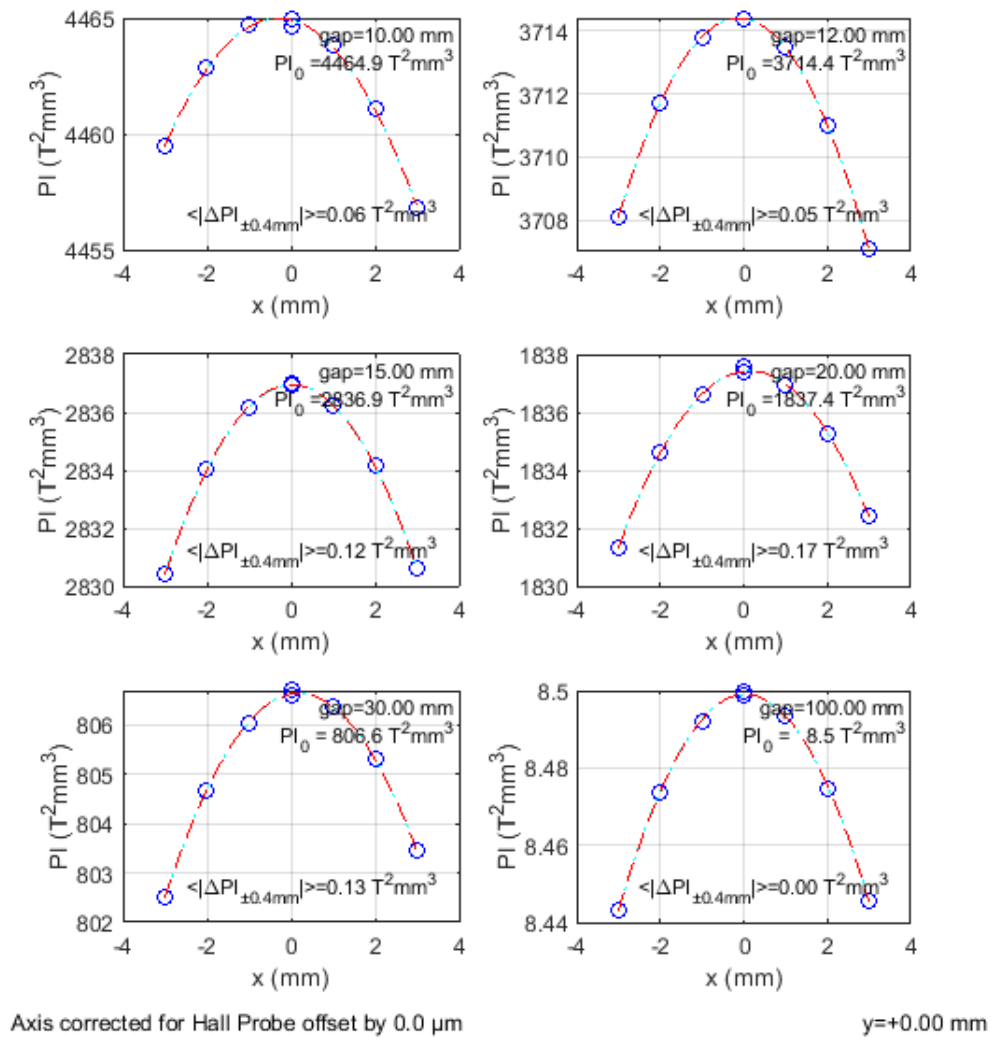 gap=10.00 mm
PI₀ =4464.9 T²mm³
<|ΔPI±0.4mm|>=0.06 T²mm³
PI (T²mm³)
4465
4460
4455
-4 -2 0 2 4
x (mm)
gap=12.00 mm
PI₀ =3714.4 T²mm³
<|ΔPI±0.4mm|>=0.05 T²mm³
PI (T²mm³)
3714
3712
3710
3708
-4 -2 0 2 4
x (mm)
gap=15.00 mm
PI₀ =2836.9 T²mm³
<|ΔPI±0.4mm|>=0.12 T²mm³
PI (T²mm³)
2838
2836
2834
2832
2830
-4 -2 0 2 4
x (mm)
gap=20.00 mm
PI₀ =1837.4 T²mm³
<|ΔPI±0.4mm|>=0.17 T²mm³
PI (T²mm³)
1838
1836
1834
1832
1830
-4 -2 0 2 4
x (mm)
gap=30.00 mm
PI₀ = 806.6 T²mm³
<|ΔPI±0.4mm|>=0.13 T²mm³
PI (T²mm³)
806
805
804
803
802
-4 -2 0 2 4
x (mm)
gap=100.00 mm
PI₀ = 8.5 T²mm³
<|ΔPI±0.4mm|>=0.00 T²mm³
PI (T²mm³)
8.5
8.48
8.46
8.44
-4 -2 0 2 4
x (mm)
Axis corrected for Hall Probe offset by 0.0 µm
y=+0.00 mm